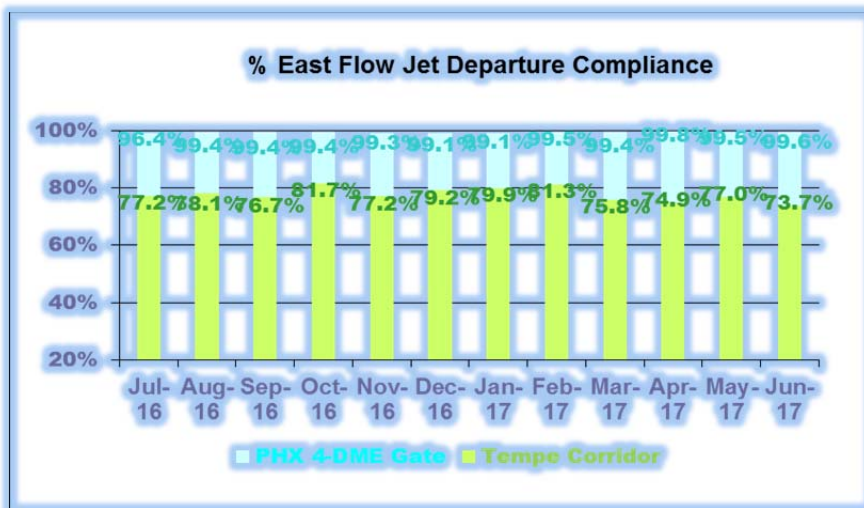 % East Flow Jet Departure Compliance
100%
80%
60%
40%
20%
96.4% 99.4% 99.4% 99.4% 99.3% 99.1% 99.1% 99.5% 99.4% 99.8% 99.5% 99.6%
77.2% 78.1% 76.7% 81.7% 77.2% 79.2% 79.9% 81.3% 75.8% 74.9% 77.0% 73.7%
Jul- Aug- Sep- Oct- Nov- Dec- Jan- Feb- Mar- Apr- May- Jun-
16 16 16 16 16 16 17 17 17 17 17 17
PHX 4-DME Gate Tempe Corridor